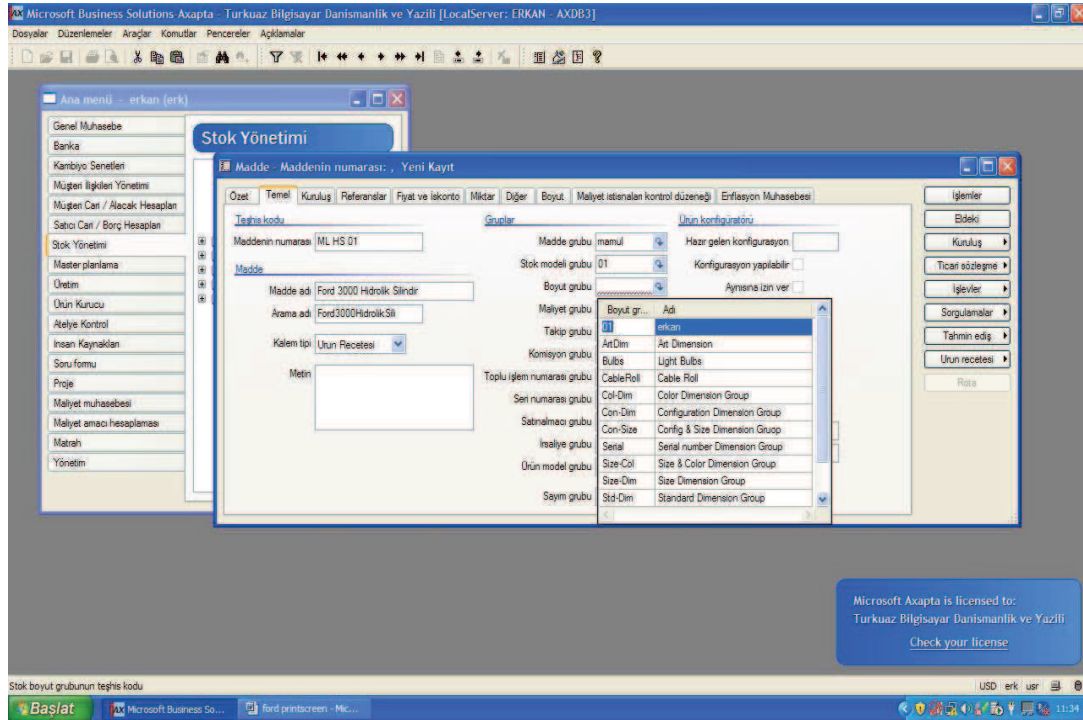 Microsoft Business Solutions-Axapta - Turkuaz Bilgisayar Danismanlik ve Yazili [LocalServer: ERKAN - AXDB3]
Dosyalar Düzenlemeler Araçlar Komutlar Pencereler Açıklamalar
Ana menü - erkan (erk)
Genel Muhasebe
Banka
Kambiyo Senetleri
Müşteri İlişkileri Yönetimi
Müşteri Cari / Alacak Hesapları
Satıcı Cari / Borç Hesapları
Stok Yönetimi
Master planlama
Üretim
Ürün Kurucu
Atelye Kontrol
İnsan Kaynakları
Soru formu
Proje
Maliyet muhasebesi
Maliyet amacı hesaplaması
Matrah
Yönetim
Stok Yönetimi
Madde - Maddenin numarası: , Yeni Kayıt
Özet Temel Kuruluş Referanslar Fiyat ve iskonto Miktar Diğer Boyut Maliyet istisnaları kontrol düzeneği Enflasyon Muhasebesi
Teşhis kodu
Maddenin numarası ML HS 01
Madde
Madde adı Ford 3000 Hidrolik Silindir
Arama adı Ford3000HidrolikSili
Kalem tipi Urun Recetesi
Metin
Gruplar
Madde grubu mamul
Stok modeli grubu 01
Boyut grubu
Maliyet grubu
Takip grubu
Komisyon grubu
Toplu işlem numarası grubu
Seri numarası grubu
Satınalmacı grubu
İrsaliye grubu
Ürün model grubu
Sayım grubu
Ürün konfigüratörü
Hazır gelen konfigurasyon
Konfigurasyon yapılabilir
Aynısına izin ver
Boyut gr... Adı
01 erkan
ArtDim Art Dimension
Bulbs Light Bulbs
CableRoll Cable Roll
Col-Dim Color Dimension Group
Con-Dim Configuration Dimension Group
Con-Size Config & Size Dimension Gruop
Serial Serial number Dimension Group
Size-Col Size & Color Dimension Group
Size-Dim Size Dimension Group
Std-Dim Standard Dimension Group
İşlemler
Eldeki
Kuruluş
Ticari sözleşme
İşlevler
Sorgulamalar
Tahmin ediş
Urun recetesi
Rota
Microsoft Axapta is licensed to:
Turkuaz Bilgisayar Danismanlik ve Yazili
Check your license
Stok boyut grubunun teşhis kodu
USD erk usr
Başlat
Microsoft Business So...
ford printscreen - Mic...
11:34